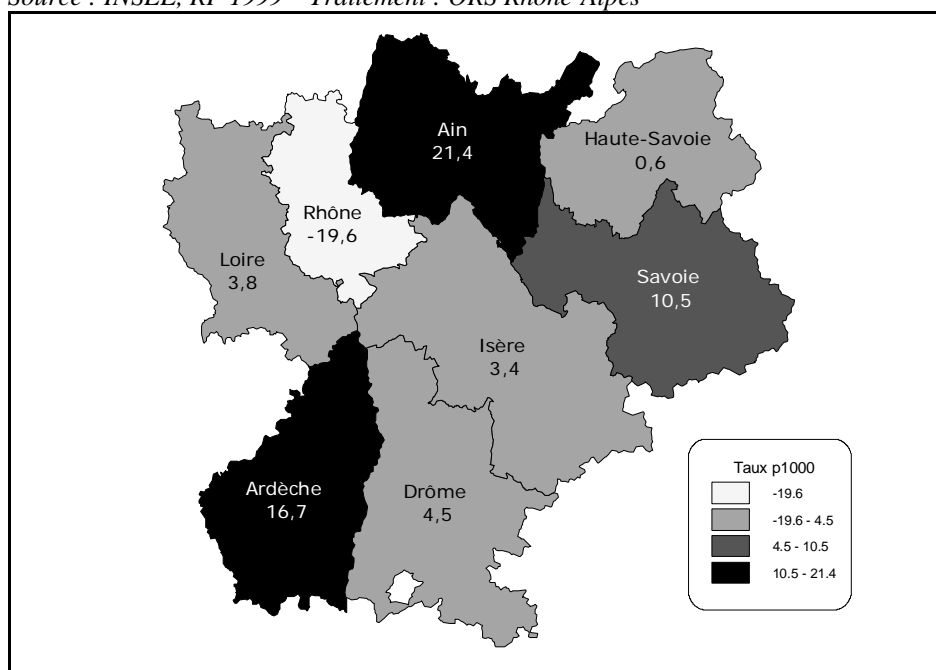 Source : INSEE, RP 1999 - Traitement : ORS Rhône-Alpes
Ain
21,4
Haute-Savoie
0,6
Rhône
-19,6
Loire
3,8
Savoie
10,5
Isère
3,4
Ardèche
16,7
Drôme
4,5
Taux p1000
-19.6
-19.6 - 4.5
4.5 - 10.5
10.5 - 21.4